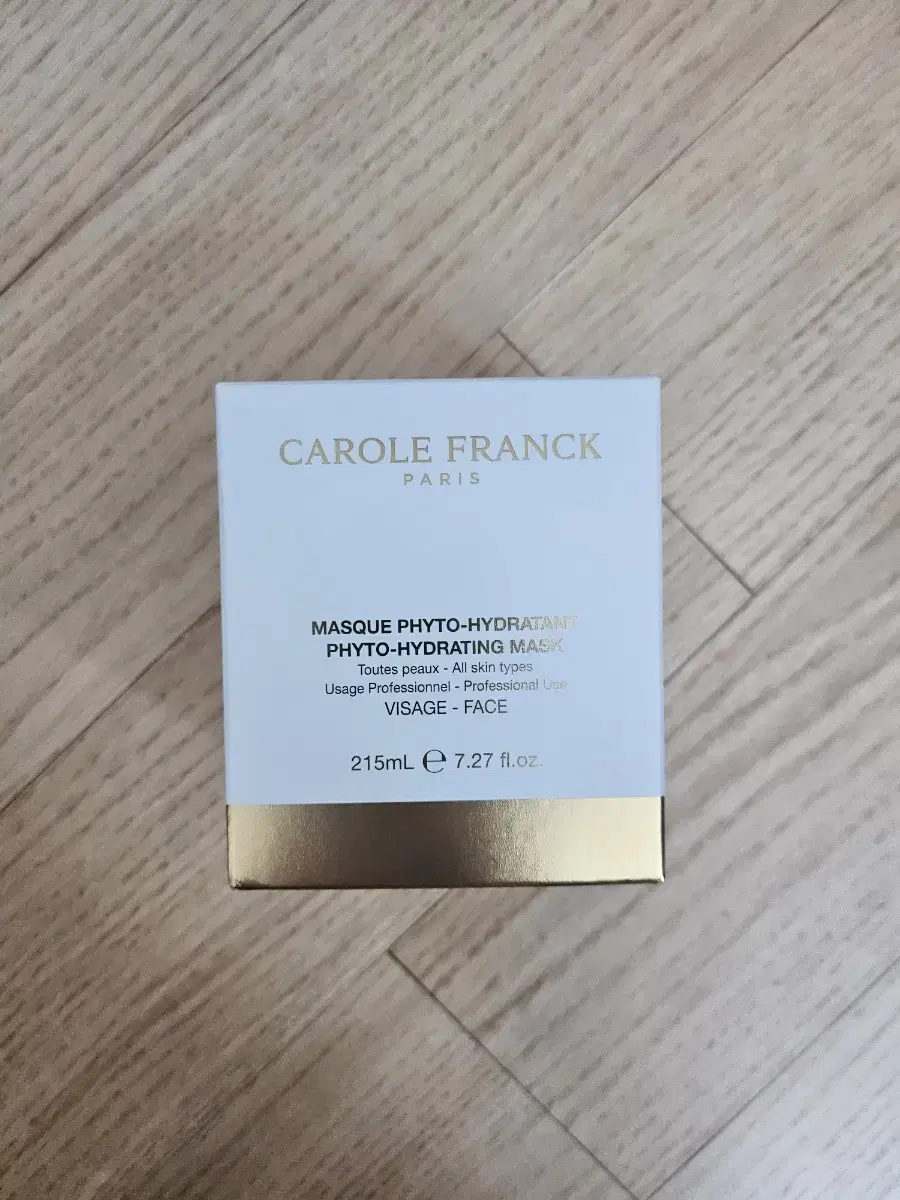 CAROLE FRANCK
PARIS
MASQUE PHYTO-HYDRATANT
PHYTO-HYDRATING MASK
Toutes peaux - All skin types
Usage Professionnel - Professional Use
VISAGE - FACE
215mL ℮ 7.27 fl.oz.